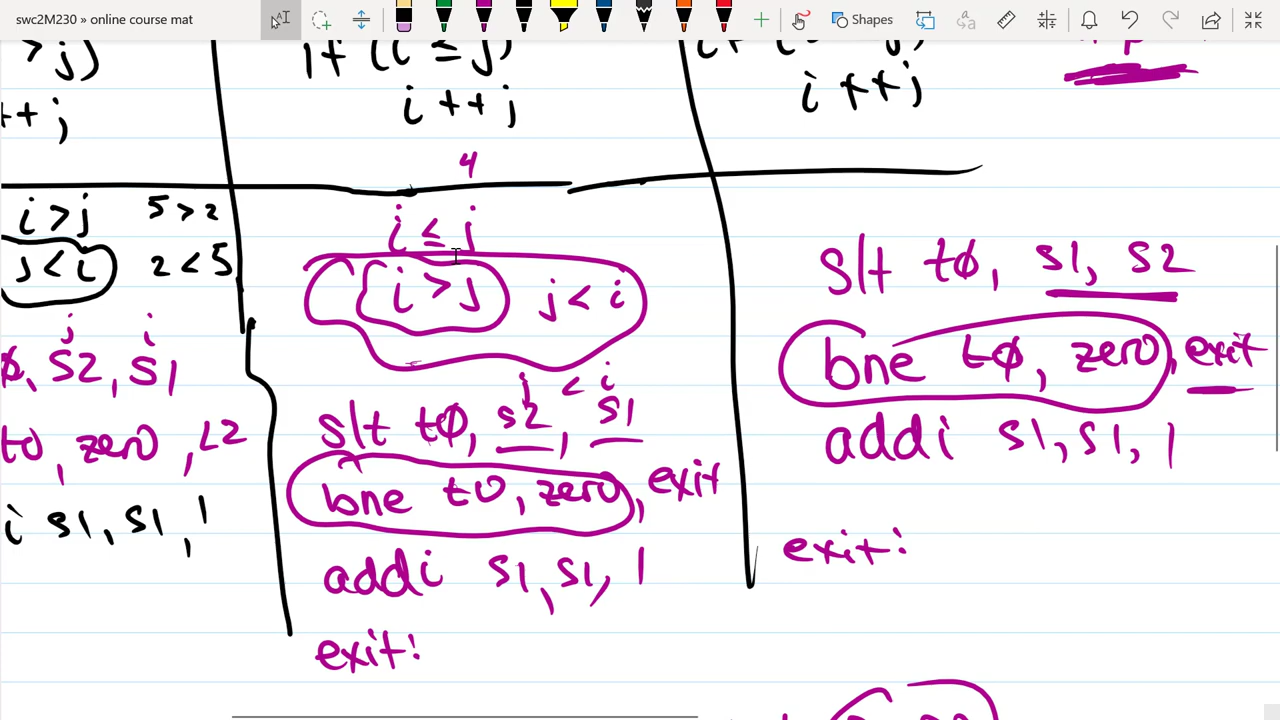 swc2M230 » online course mat
Shapes
> j)
++ j
if (i ≤ j)
i ++ j
i ++ j
4
i > j 5 > 2
j < i 2 < 5
j i
s2, s1
t0, zero, L2
i s1, s1, 1
i ≤ j
i > j j < i
j < i
slt t0, s2, s1
bne t0, zero, exit
addi s1, s1, 1
exit:
slt t0, s1, s2
bne t0, zero, exit
addi s1, s1, 1
exit: